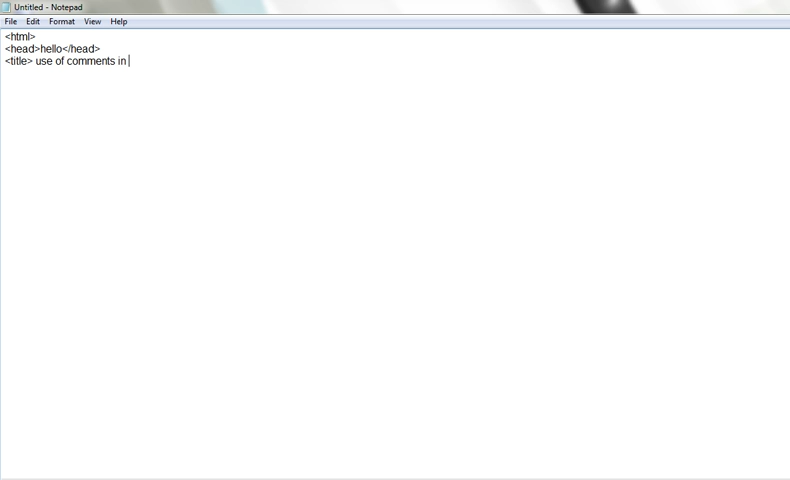 Untitled - Notepad
File Edit Format View Help
<html>
<head>hello</head>
<title> use of comments in